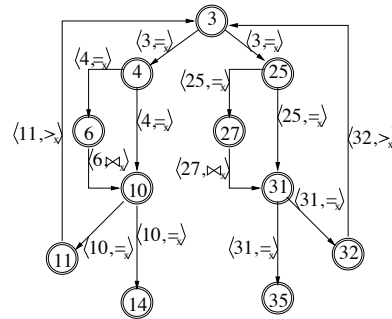 3
⟨3,=ₓ⟩ ⟨3,=ₓ⟩
⟨4,=ₓ⟩ 4 25
⟨25,=ₓ⟩
⟨4,=ₓ⟩ ⟨25,=ₓ⟩
6 27
⟨11,>ₓ⟩ ⟨32,>ₓ⟩
⟨6,⋈ₓ⟩ ⟨27,⋈ₓ⟩
10 31
⟨31,=ₓ⟩
⟨10,=ₓ⟩ ⟨10,=ₓ⟩ ⟨31,=ₓ⟩
11 32
14 35